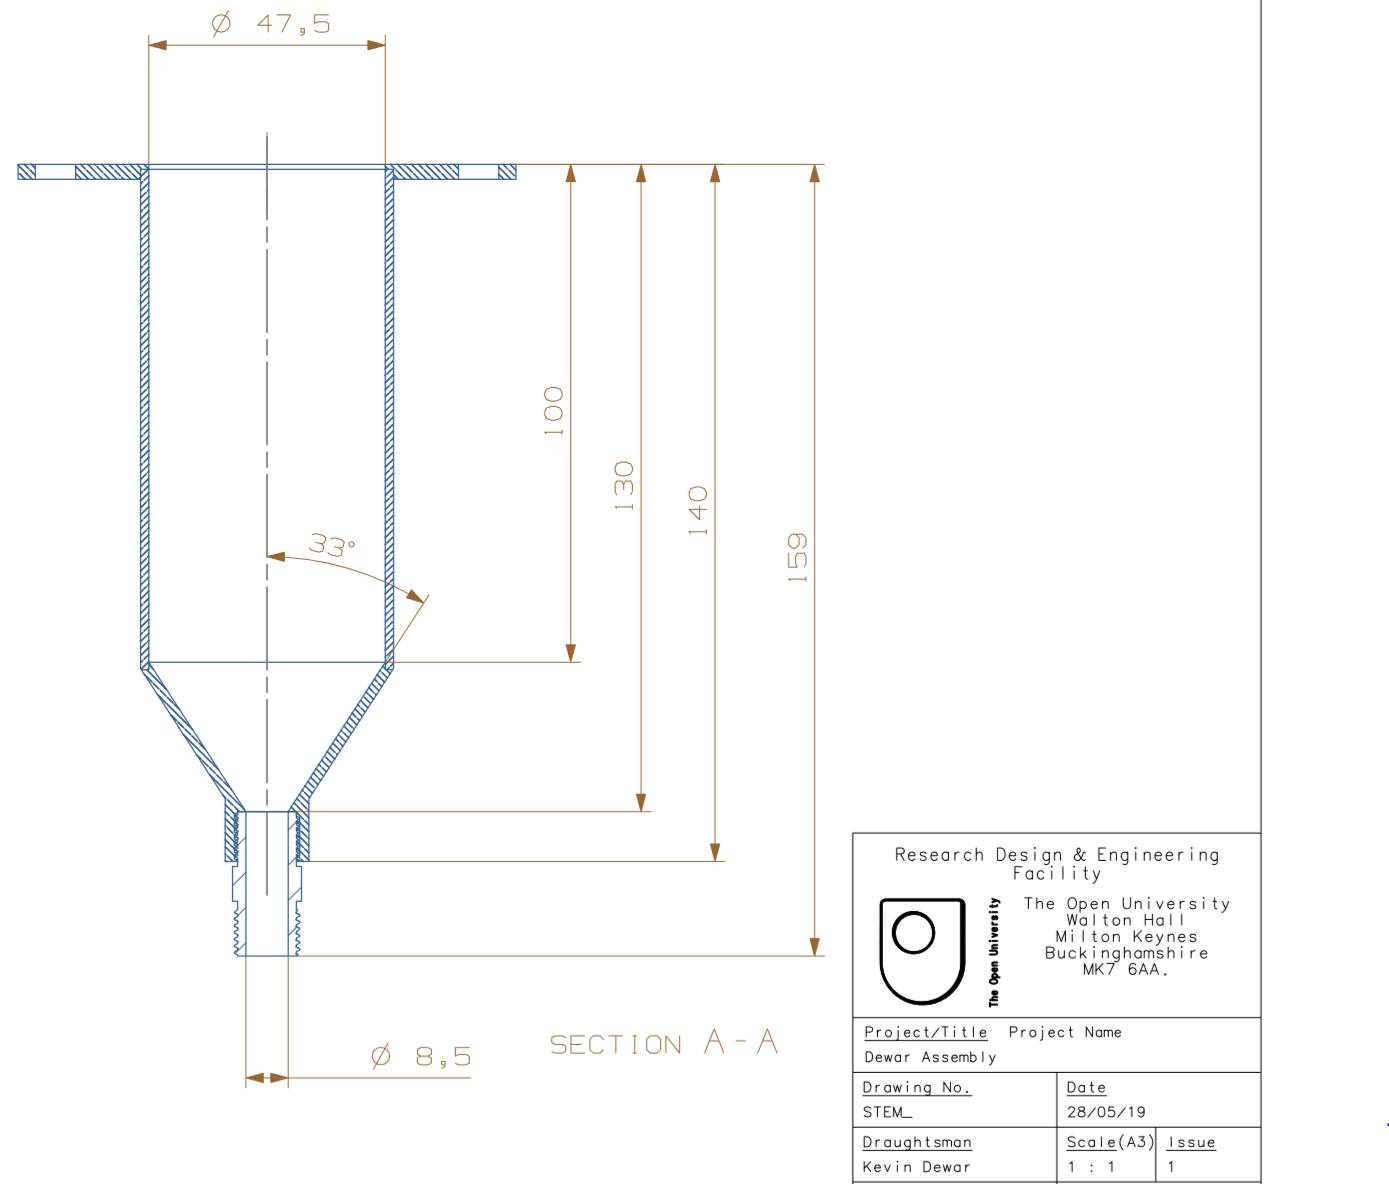 Ø 47,5
100
130
140
159
33°
Ø 8,5
SECTION A-A
Research Design & Engineering
Facility
The Open University
The Open University
Walton Hall
Milton Keynes
Buckinghamshire
MK7 6AA.
Project/Title Project Name
Dewar Assembly
Drawing No. Date
STEM_ 28/05/19
Draughtsman Scale(A3) Issue
Kevin Dewar 1 : 1 1